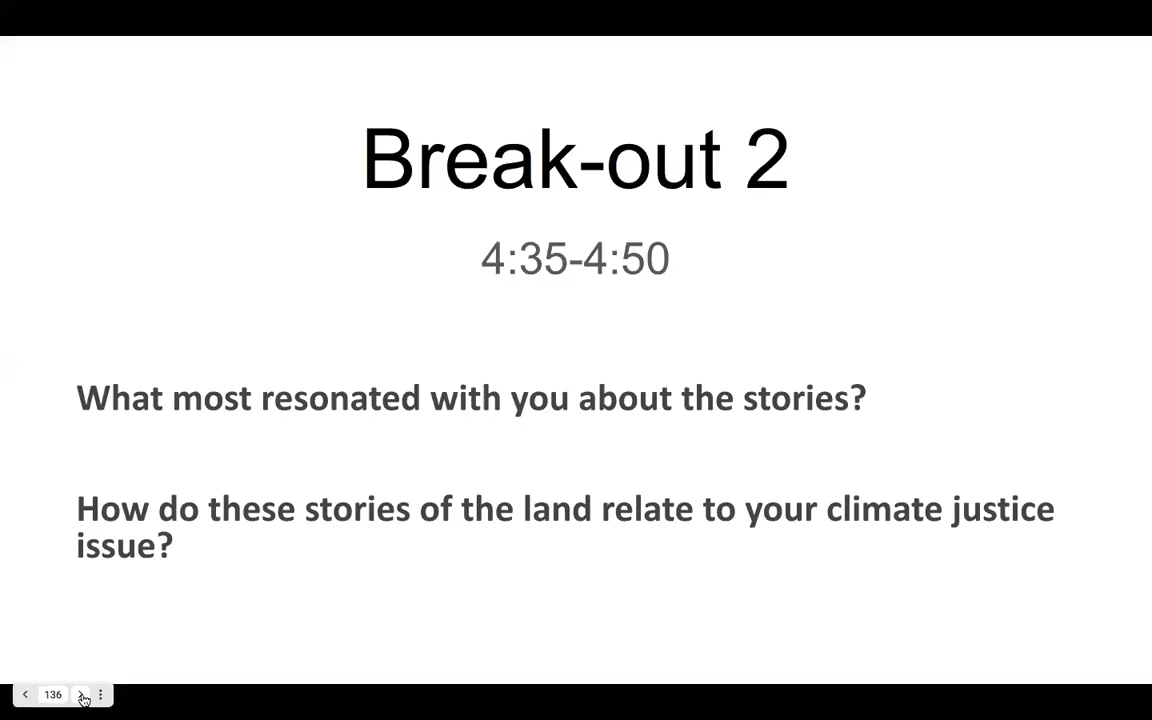 Break-out 2
4:35-4:50
What most resonated with you about the stories?
How do these stories of the land relate to your climate justice
issue?
136